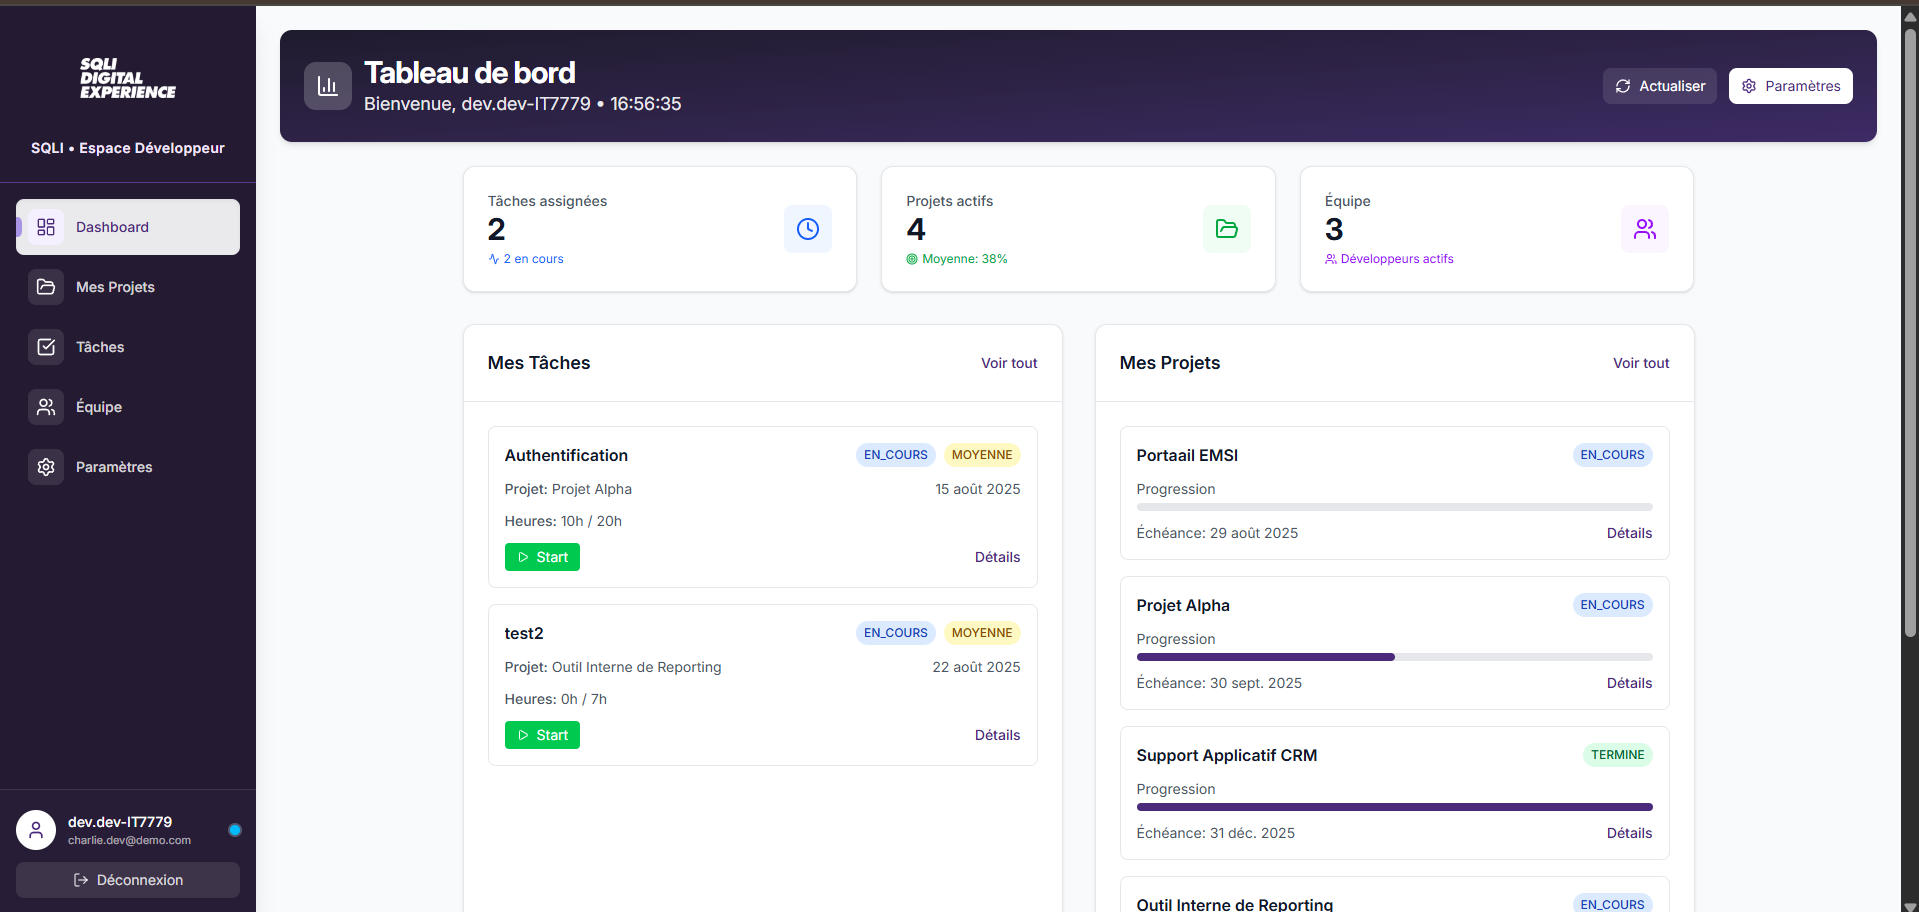 SQLI
DIGITAL
EXPERIENCE
SQLI • Espace Développeur
Dashboard
Mes Projets
Tâches
Équipe
Paramètres
dev.dev-IT7779
charlie.dev@demo.com
Déconnexion
Tableau de bord
Bienvenue, dev.dev-IT7779 • 16:56:35
Actualiser
Paramètres
Tâches assignées
2
2 en cours
Projets actifs
4
Moyenne: 38%
Équipe
3
Développeurs actifs
Mes Tâches
Voir tout
Authentification
EN_COURS
MOYENNE
Projet: Projet Alpha
15 août 2025
Heures: 10h / 20h
Start
Détails
test2
EN_COURS
MOYENNE
Projet: Outil Interne de Reporting
22 août 2025
Heures: 0h / 7h
Start
Détails
Mes Projets
Voir tout
Portaail EMSI
EN_COURS
Progression
Échéance: 29 août 2025
Détails
Projet Alpha
EN_COURS
Progression
Échéance: 30 sept. 2025
Détails
Support Applicatif CRM
TERMINE
Progression
Échéance: 31 déc. 2025
Détails
Outil Interne de Reporting
EN_COURS